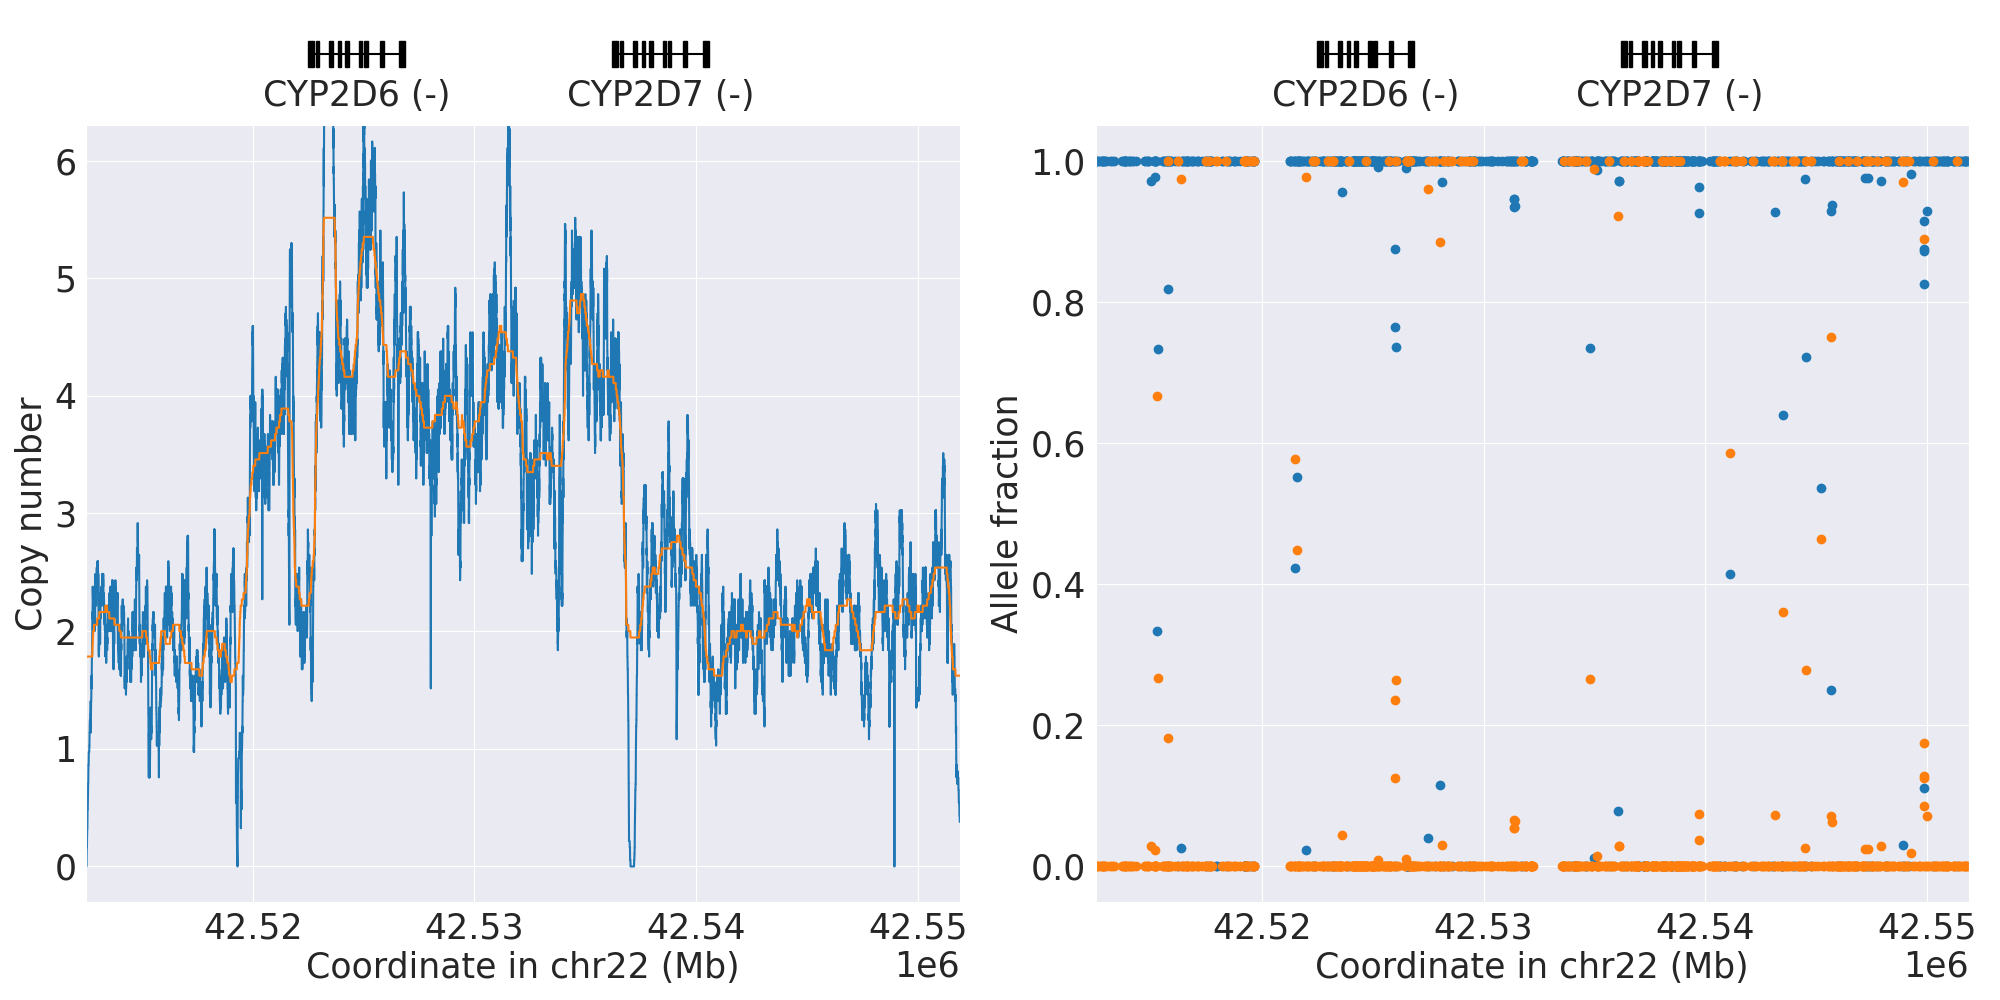 CYP2D6 (-) CYP2D7 (-)
CYP2D6 (-) CYP2D7 (-)
Copy number
6
5
4
3
2
1
0
42.52 42.53 42.54 42.55
Coordinate in chr22 (Mb) 1e6
Allele fraction
1.0
0.8
0.6
0.4
0.2
0.0
42.52 42.53 42.54 42.55
Coordinate in chr22 (Mb) 1e6